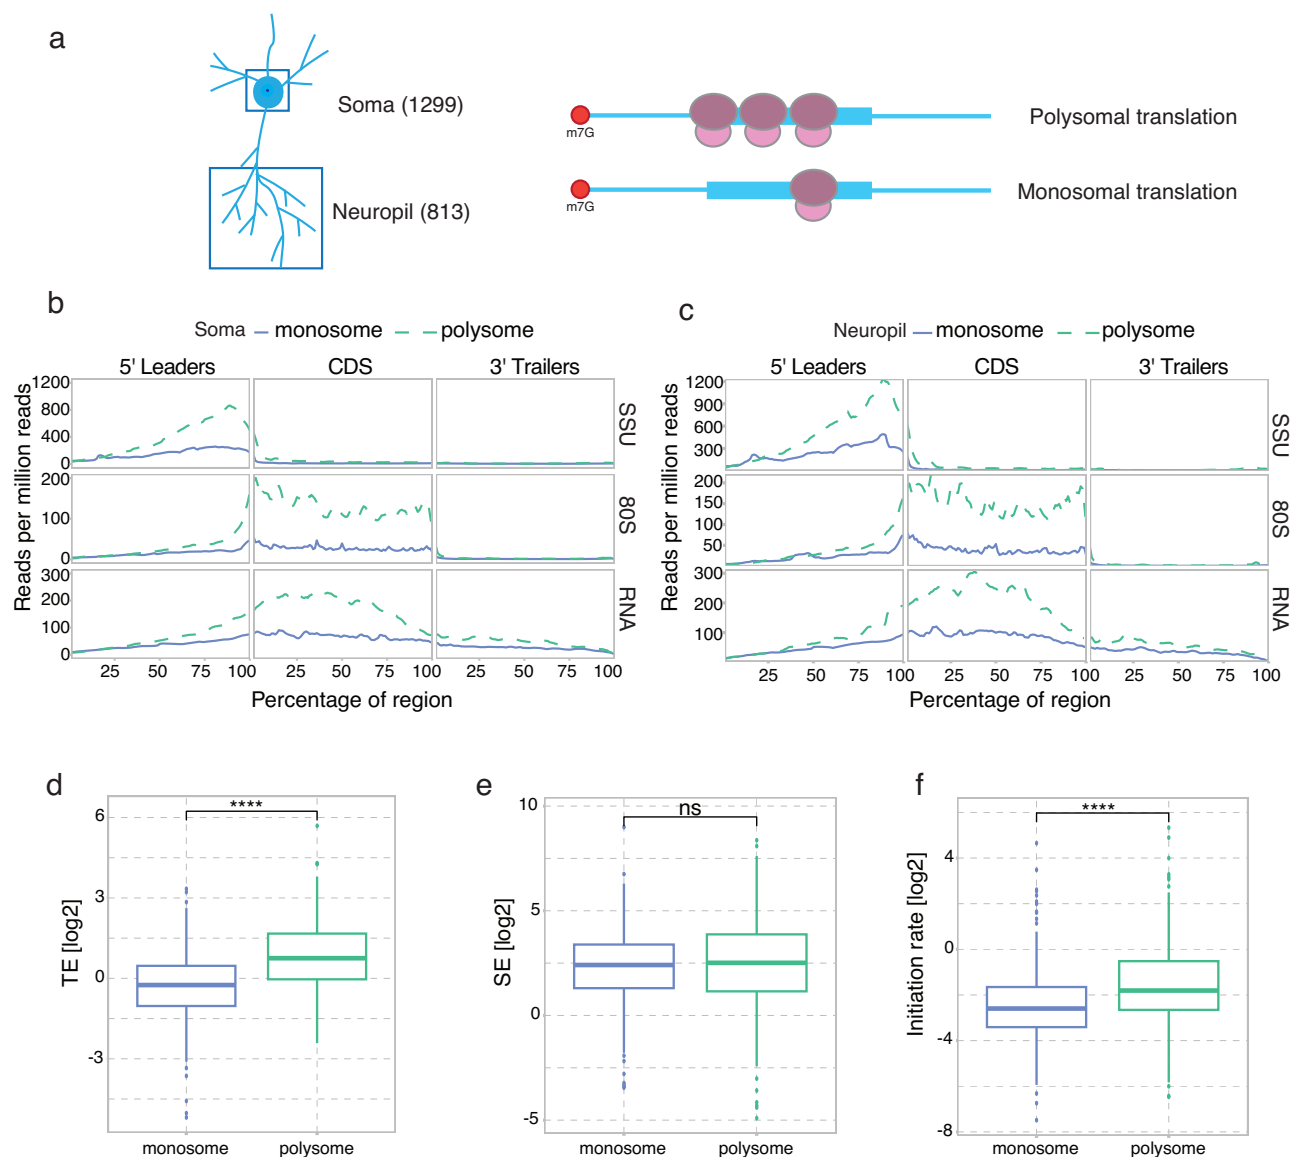 a
Soma (1299)
Neuropil (813)
m7G
Polysomal translation
m7G
Monosomal translation
b
Soma monosome polysome
5' Leaders CDS 3' Trailers
Reads per million reads
1200
800
400
0
SSU
200
100
0
80S
300
200
100
0
RNA
25 50 75 100 25 50 75 100 25 50 75 100
Percentage of region
c
Neuropil monosome polysome
5' Leaders CDS 3' Trailers
Reads per million reads
1200
900
600
300
SSU
200
150
100
50
80S
300
200
100
RNA
25 50 75 100 25 50 75 100 25 50 75 100
Percentage of region
d
TE [log2]
6
3
0
-3
****
monosome polysome
e
SE [log2]
10
5
0
-5
ns
monosome polysome
f
Initiation rate [log2]
4
0
-4
-8
****
monosome polysome